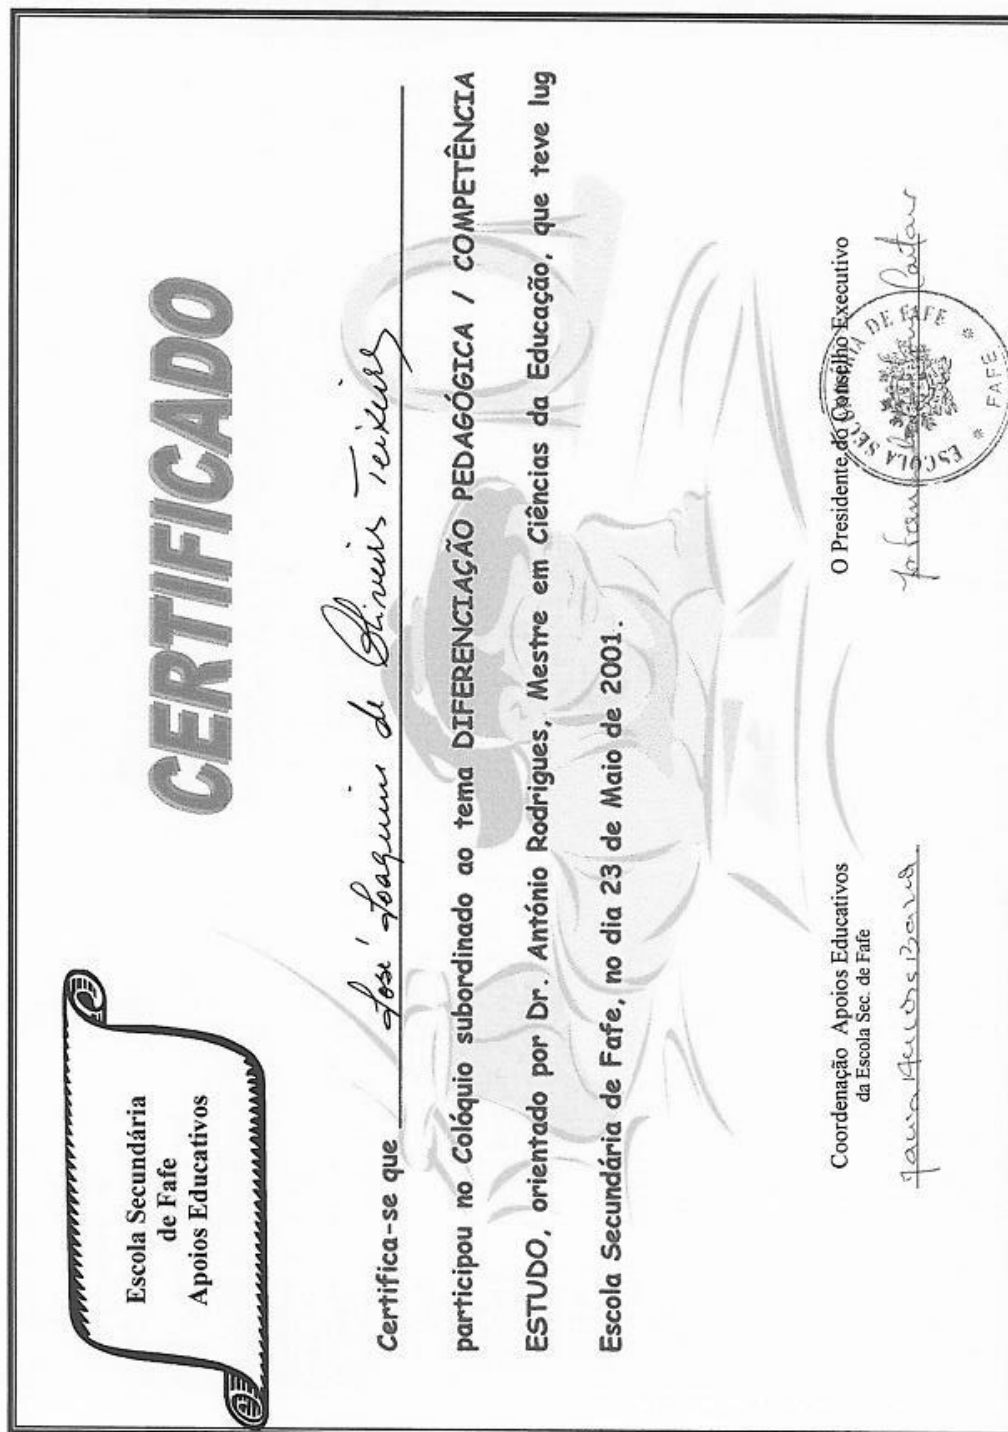 Escola Secundária
de Fafe
Apoios Educativos
CERTIFICADO
Certifica-se que José Joaquim de Oliveira Teixeira
participou no Colóquio subordinado ao tema DIFERENCIAÇÃO PEDAGÓGICA / COMPETÊNCIA
ESTUDO, orientado por Dr. António Rodrigues, Mestre em Ciências da Educação, que teve lug
Escola Secundária de Fafe, no dia 23 de Maio de 2001.
Coordenação Apoios Educativos
da Escola Sec. de Fafe
O Presidente do Conselho Executivo
ESCOLA SECUNDÁRIA DE FAFE * FAFE *